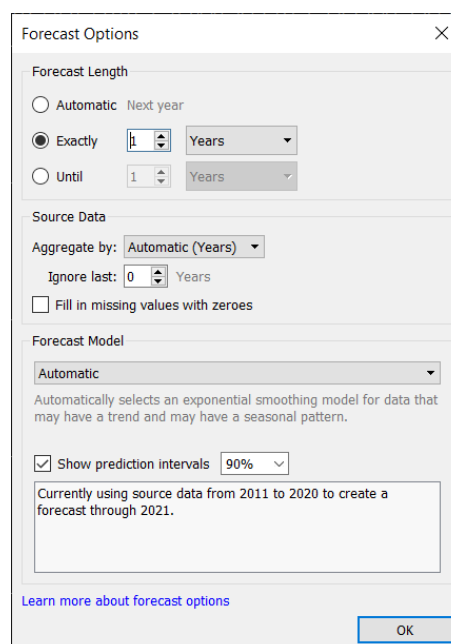 Forecast Options
Forecast Length
Automatic Next year
Exactly 1 Years
Until 1 Years
Source Data
Aggregate by: Automatic (Years)
Ignore last: 0 Years
Fill in missing values with zeroes
Forecast Model
Automatic
Automatically selects an exponential smoothing model for data that
may have a trend and may have a seasonal pattern.
Show prediction intervals 90%
Currently using source data from 2011 to 2020 to create a
forecast through 2021.
Learn more about forecast options
OK